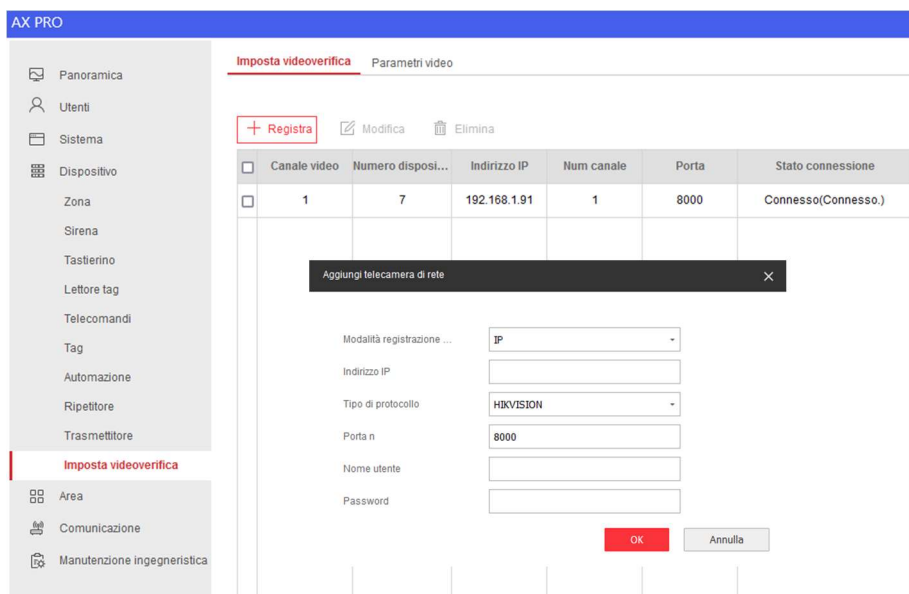 AX PRO
Panoramica
Utenti
Sistema
Dispositivo
Zona
Sirena
Tastierino
Lettore tag
Telecomandi
Tag
Automazione
Ripetitore
Trasmettitore
Imposta videoverifica
Area
Comunicazione
Manutenzione ingegneristica
Imposta videoverifica Parametri video
Registra Modifica Elimina
Canale video Numero disposi... Indirizzo IP Num canale Porta Stato connessione
1 7 192.168.1.91 1 8000 Connesso(Connesso.)
Aggiungi telecamera di rete
Modalità registrazione ... IP
Indirizzo IP
Tipo di protocollo HIKVISION
Porta n 8000
Nome utente
Password
OK Annulla